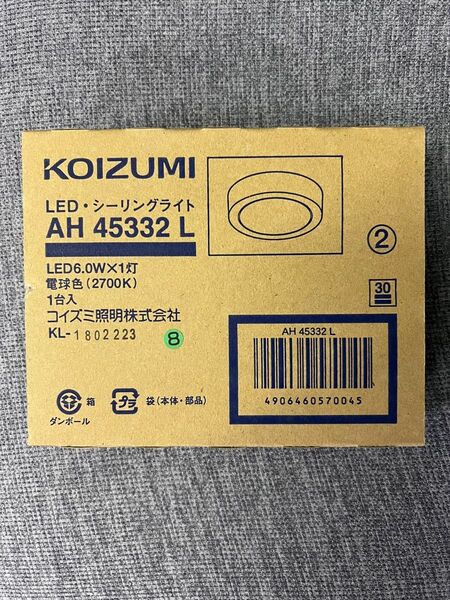 KOIZUMI
LED・シーリングライト
AH 45332 L
②
LED6.0W×1灯
電球色(2700K)
1台入
コイズミ照明株式会社
KL-1802223
8
30
AH 45332 L
4906460570045
箱
ダンボール
プラ
袋(本体・部品)